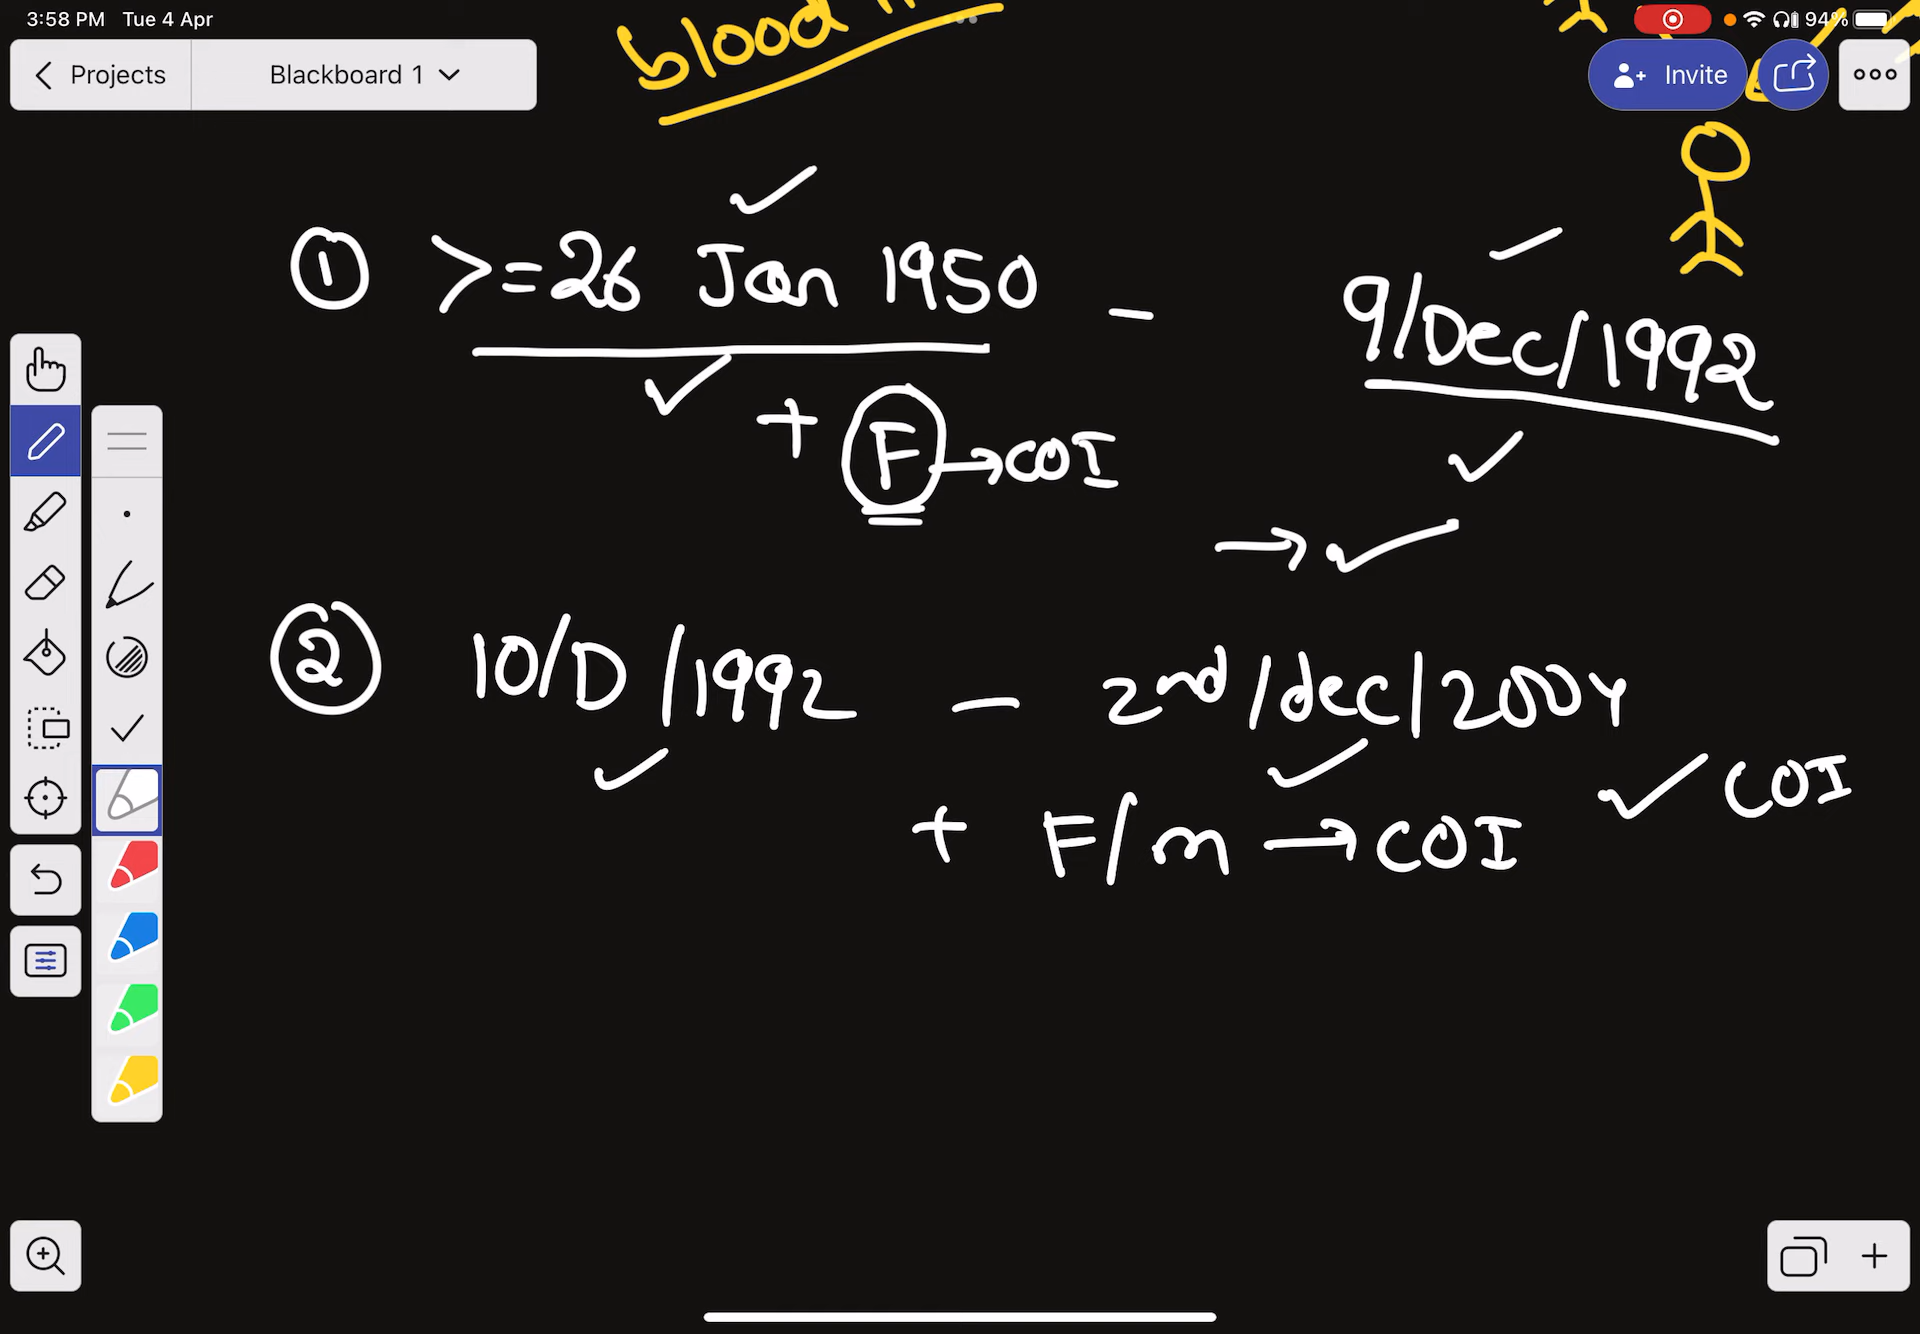 3:58 PM Tue 4 Apr
94%
Projects
Blackboard 1
Invite
blood
1 >=26 Jan 1950 - 9/Dec/1992
+ F →COI
→
2 10/D/1992 - 2nd/dec/2004
COI
+ F/m → COI